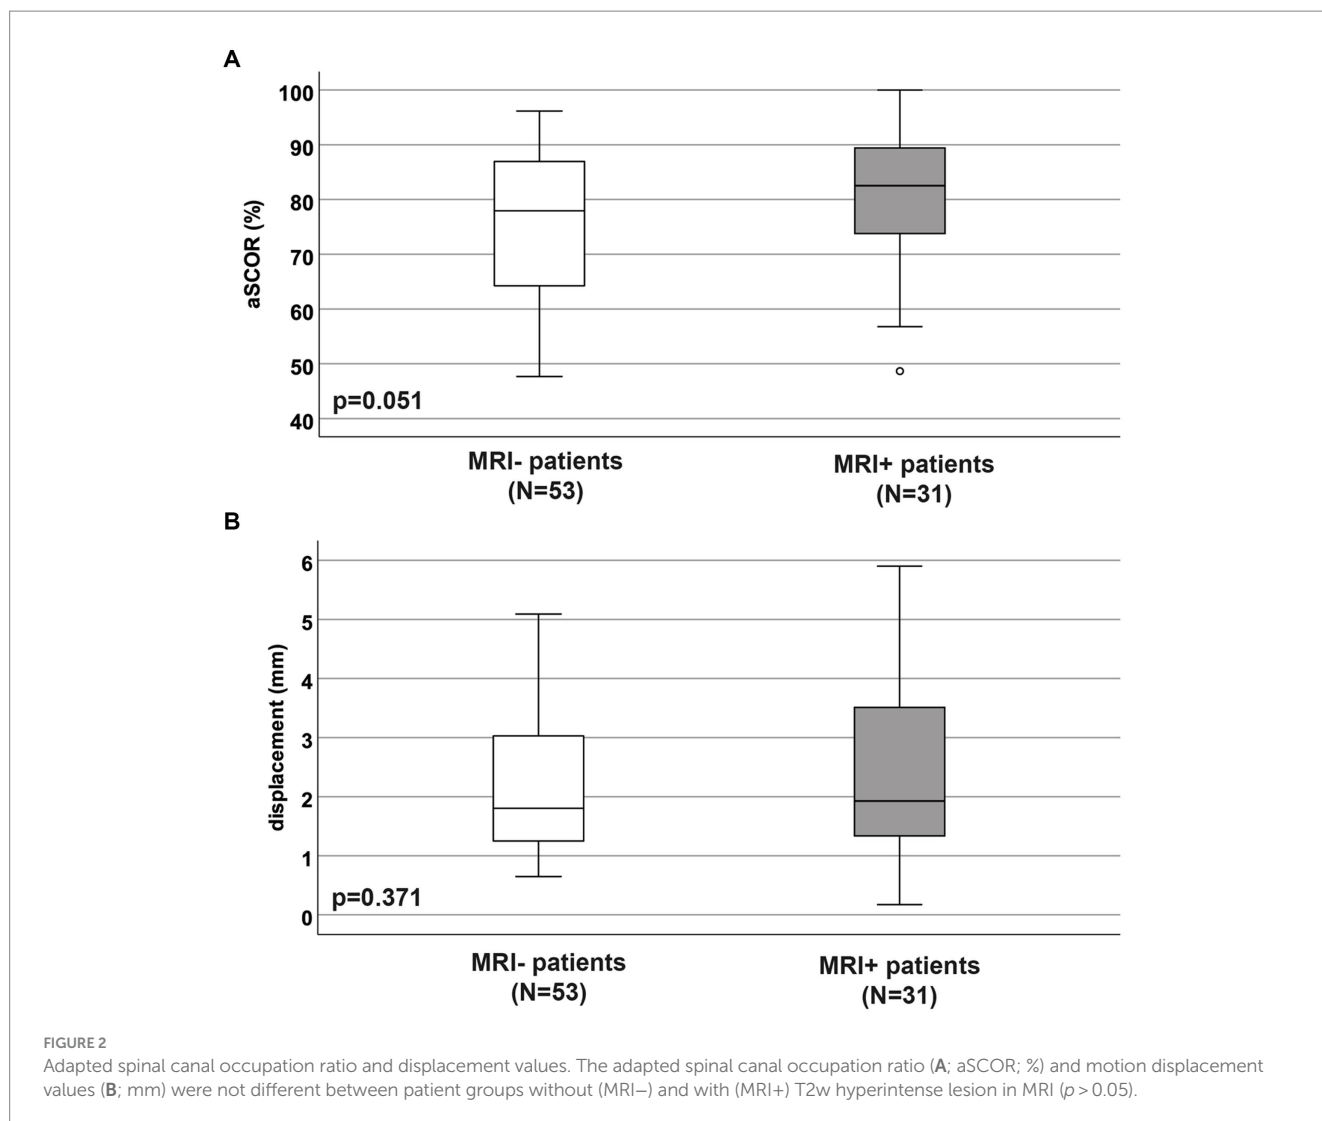 A
100
90
80
70
60
50
40
aSCOR (%)
p=0.051
MRI- patients
(N=53)
MRI+ patients
(N=31)
B
6
5
4
3
2
1
0
displacement (mm)
p=0.371
MRI- patients
(N=53)
MRI+ patients
(N=31)
FIGURE 2
Adapted spinal canal occupation ratio and displacement values. The adapted spinal canal occupation ratio (A; aSCOR; %) and motion displacement
values (B; mm) were not different between patient groups without (MRI−) and with (MRI+) T2w hyperintense lesion in MRI (p > 0.05).